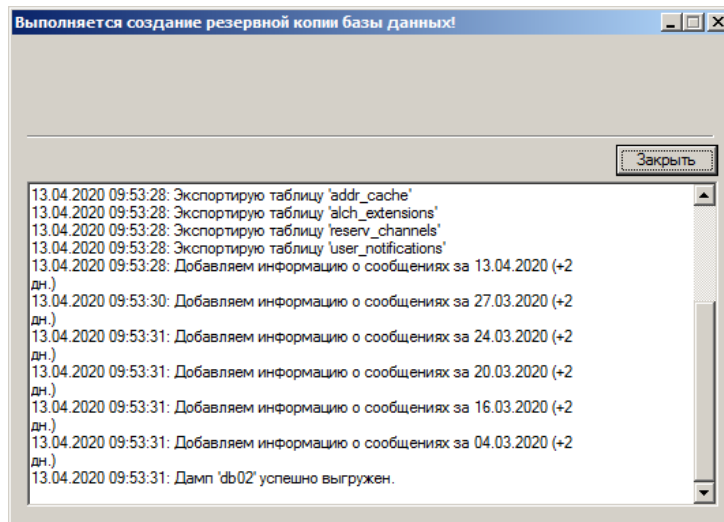 Выполняется создание резервной копии базы данных!
Закрыть
13.04.2020 09:53:28: Экспортирую таблицу 'addr_cache'
13.04.2020 09:53:28: Экспортирую таблицу 'alch_extensions'
13.04.2020 09:53:28: Экспортирую таблицу 'reserv_channels'
13.04.2020 09:53:28: Экспортирую таблицу 'user_notifications'
13.04.2020 09:53:28: Добавляем информацию о сообщениях за 13.04.2020 (+2
дн.)
13.04.2020 09:53:30: Добавляем информацию о сообщениях за 27.03.2020 (+2
дн.)
13.04.2020 09:53:31: Добавляем информацию о сообщениях за 24.03.2020 (+2
дн.)
13.04.2020 09:53:31: Добавляем информацию о сообщениях за 20.03.2020 (+2
дн.)
13.04.2020 09:53:31: Добавляем информацию о сообщениях за 16.03.2020 (+2
дн.)
13.04.2020 09:53:31: Добавляем информацию о сообщениях за 04.03.2020 (+2
дн.)
13.04.2020 09:53:31: Дамп 'db02' успешно выгружен.